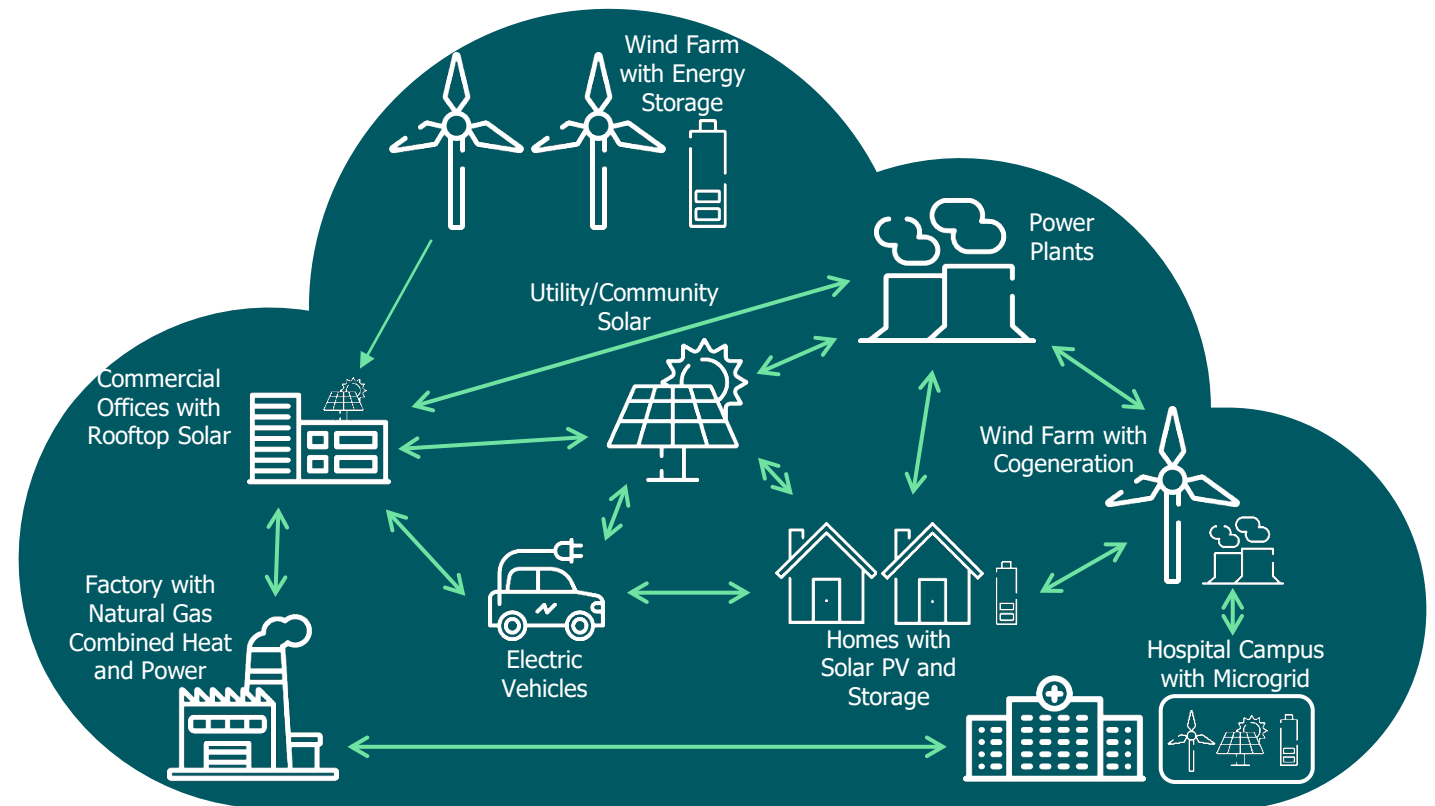 Wind Farm
with Energy
Storage
Power
Plants
Utility/Community
Solar
Commercial
Offices with
Rooftop Solar
Wind Farm with
Cogeneration
Factory with
Natural Gas
Combined Heat
and Power
Electric
Vehicles
Homes with
Solar PV and
Storage
Hospital Campus
with Microgrid